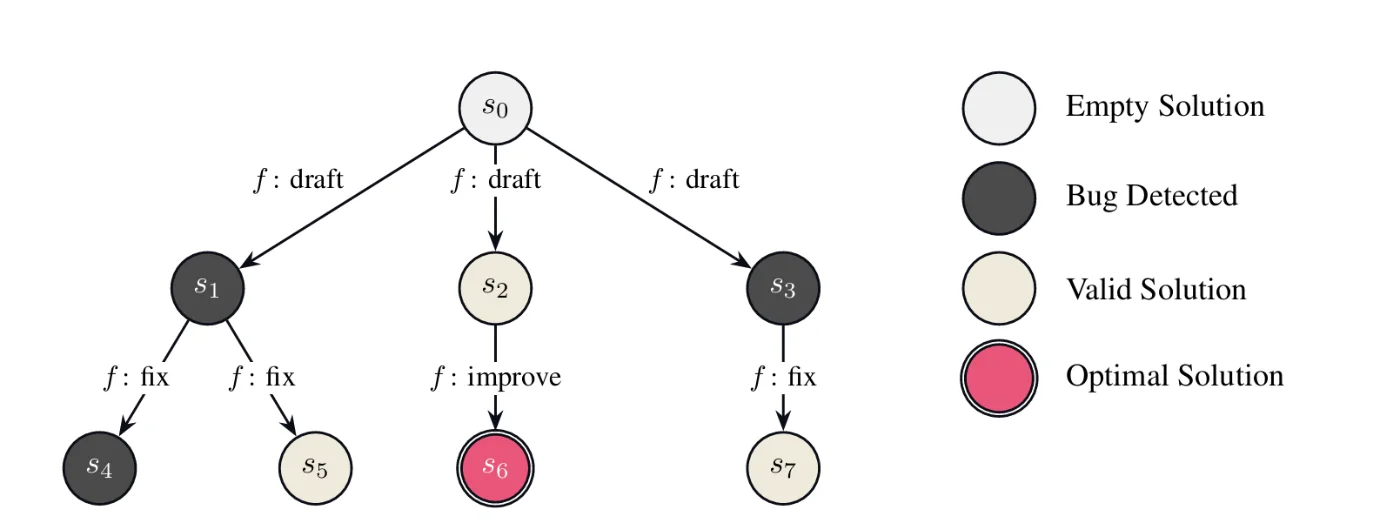 s0
Empty Solution
f : draft
f : draft
f : draft
Bug Detected
s1
s2
s3
Valid Solution
f : fix
f : fix
f : improve
f : fix
Optimal Solution
s4
s5
s6
s7